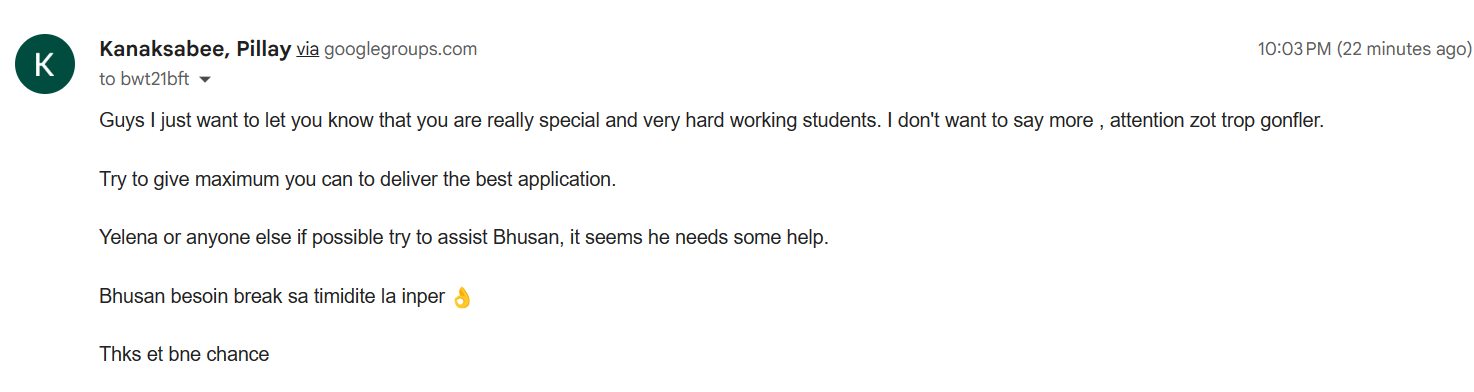 Kanaksabee, Pillay via googlegroups.com 10:03 PM (22 minutes ago)
K
to bwt21bft
Guys I just want to let you know that you are really special and very hard working students. I don't want to say more , attention zot trop gonfler.
Try to give maximum you can to deliver the best application.
Yelena or anyone else if possible try to assist Bhusan, it seems he needs some help.
Bhusan besoin break sa timidite la inper 👌
Thks et bne chance